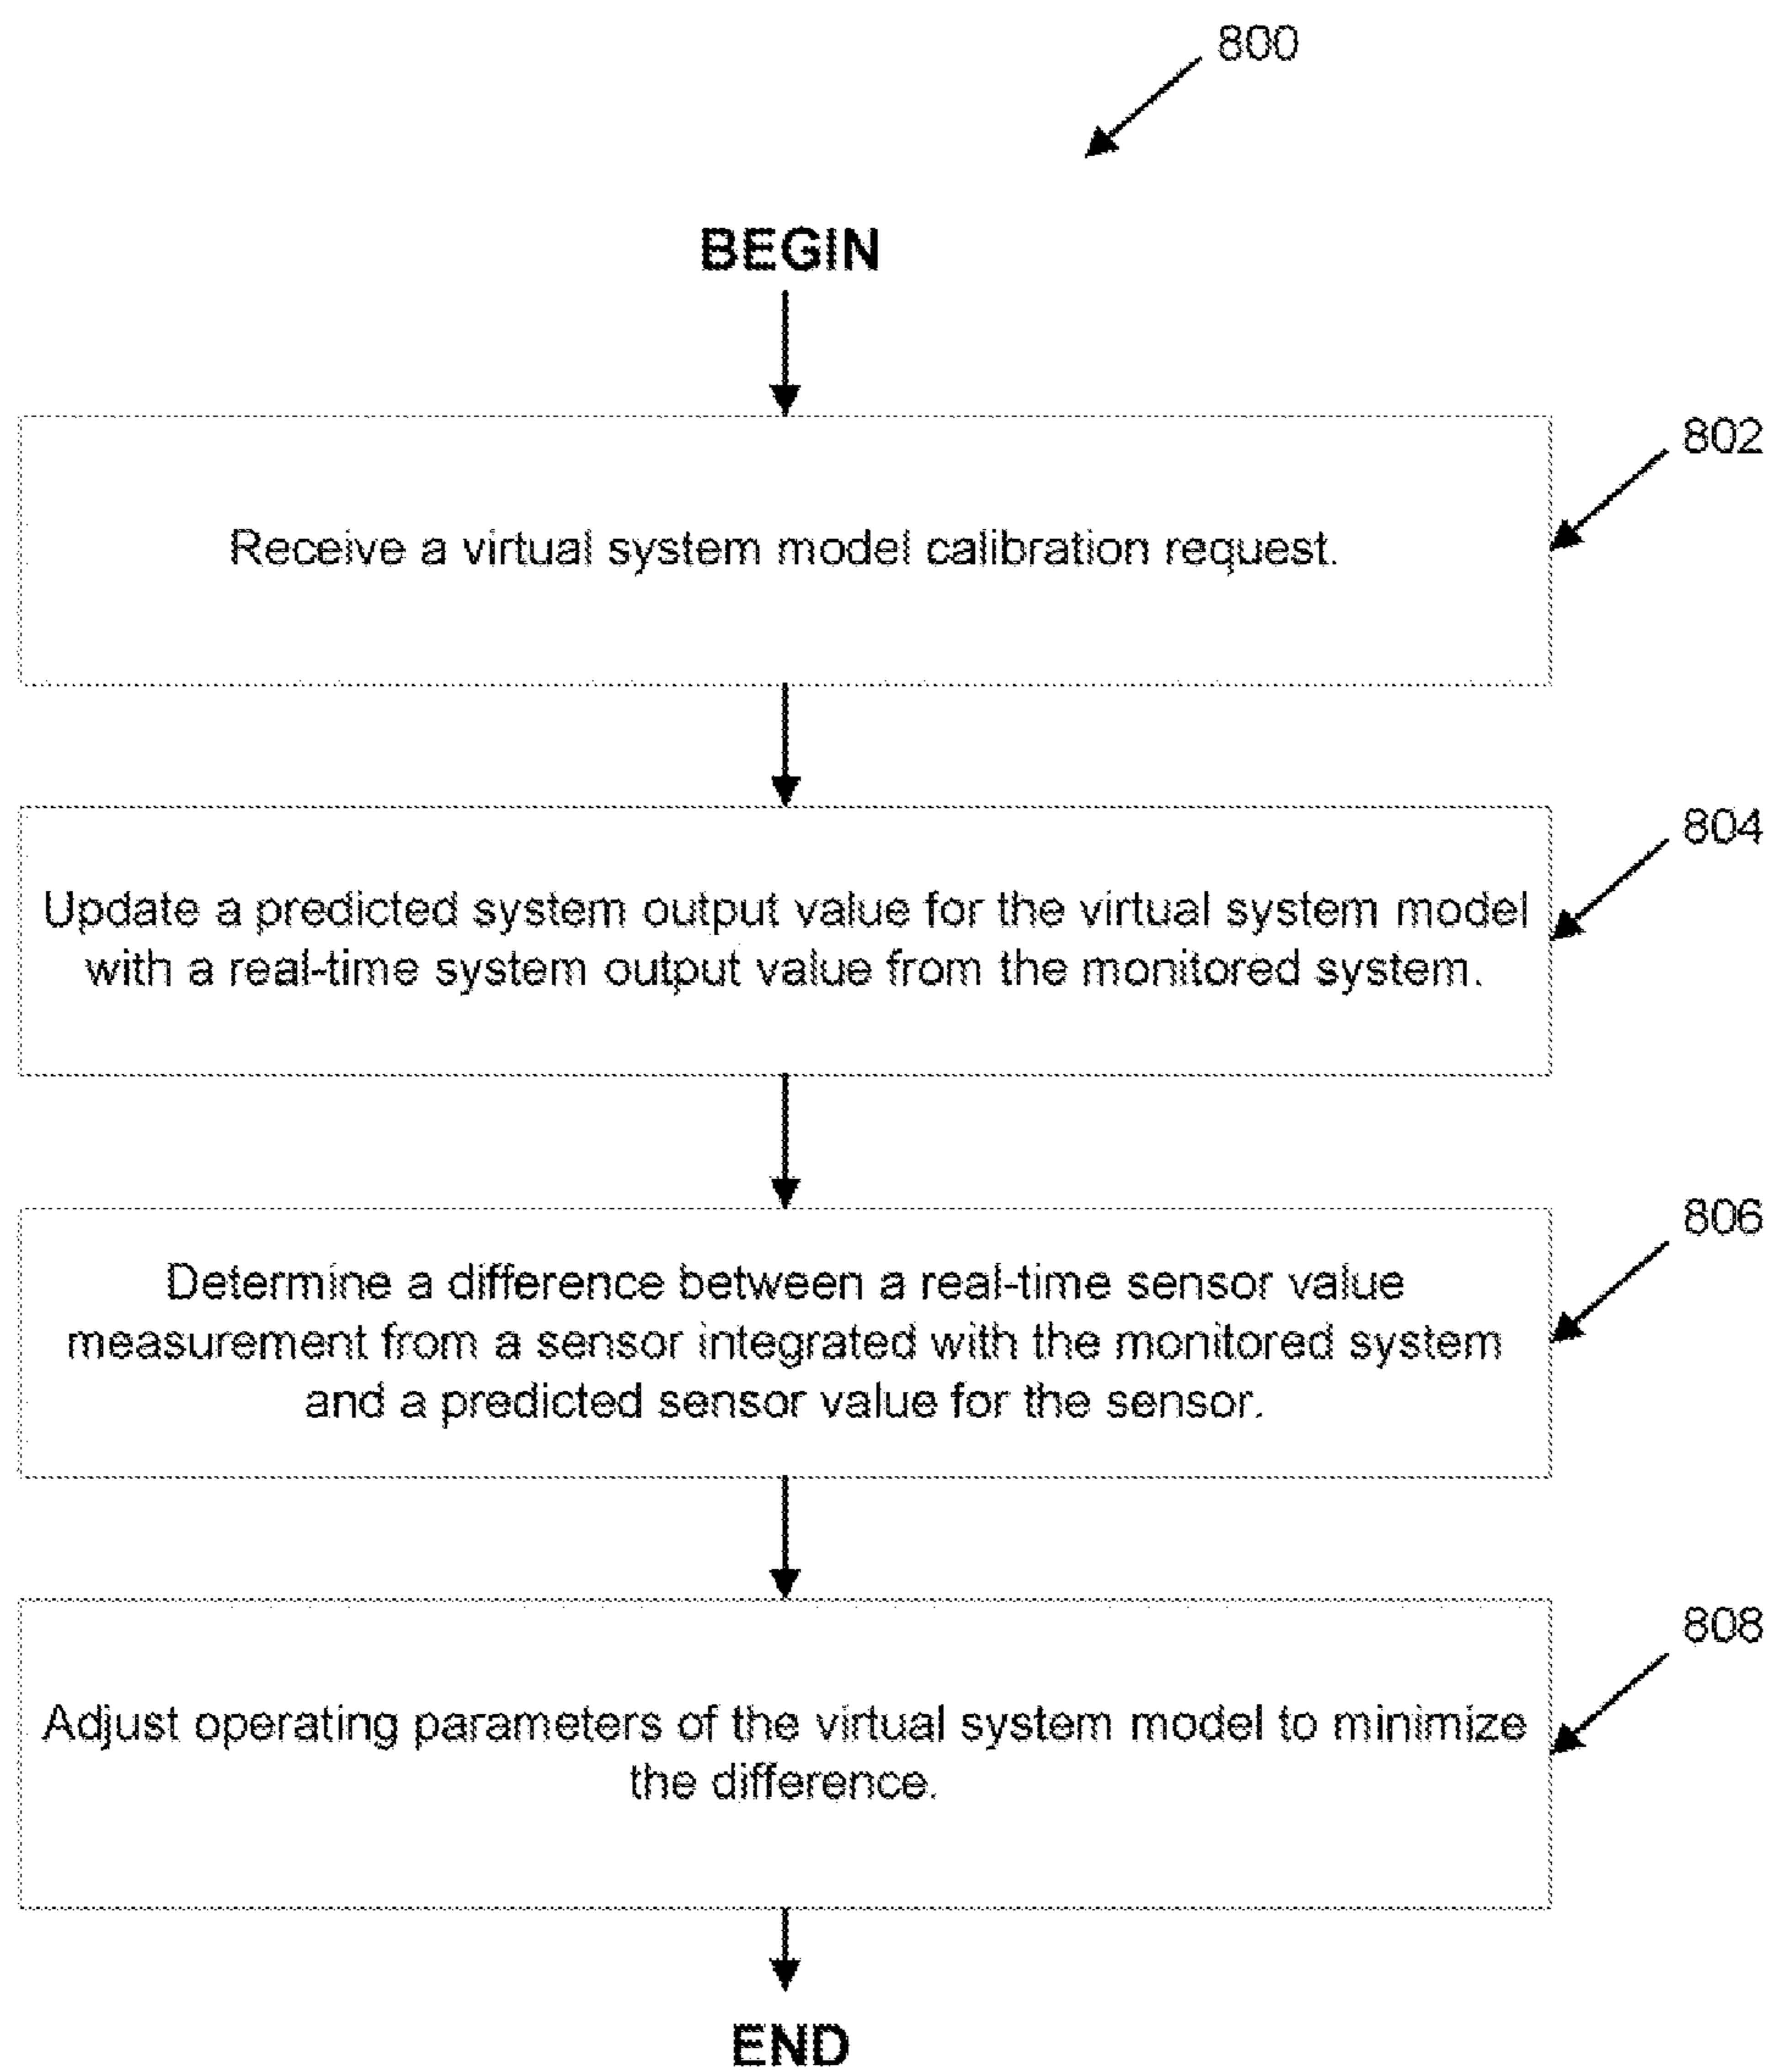 800
BEGIN
802
Receive a virtual system model calibration request.
804
Update a predicted system output value for the virtual system model
with a real-time system output value from the monitored system.
806
Determine a difference between a real-time sensor value
measurement from a sensor integrated with the monitored system
and a predicted sensor value for the sensor.
808
Adjust operating parameters of the virtual system model to minimize
the difference.
END